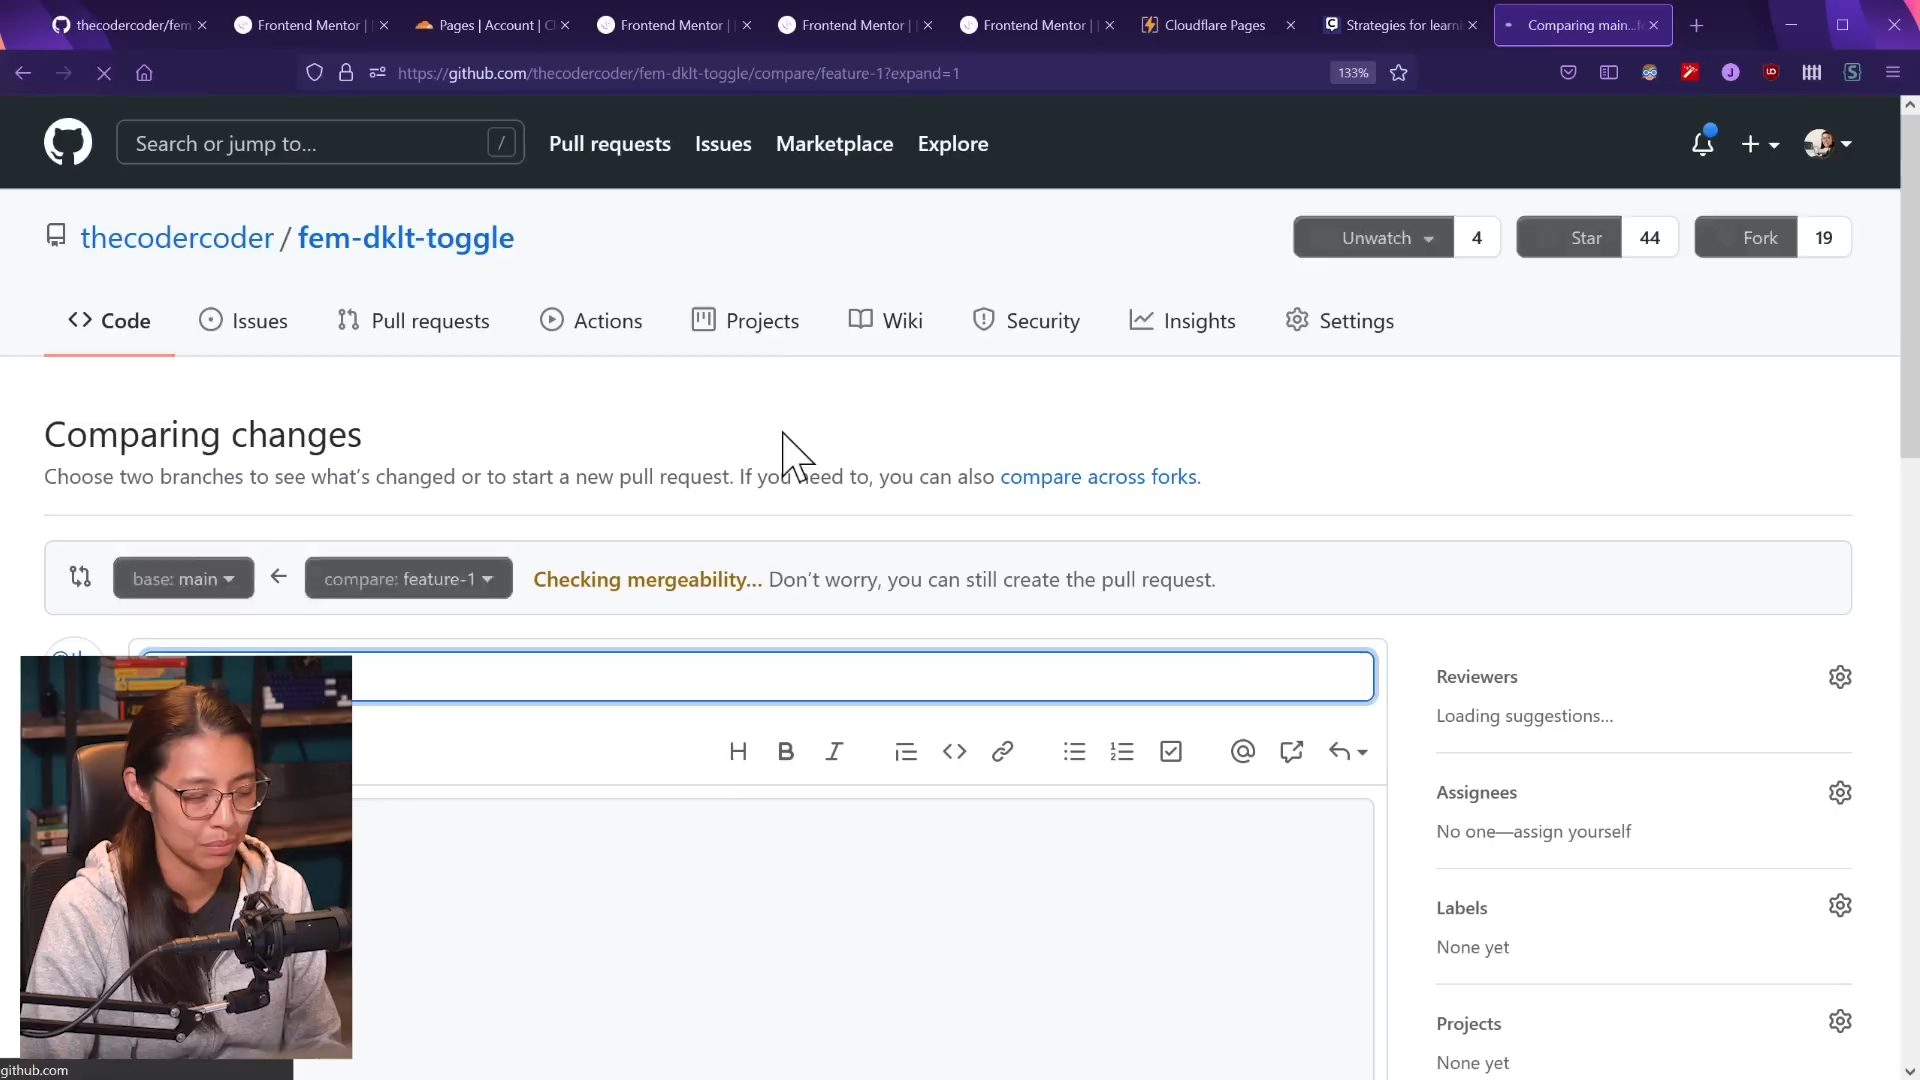 thecodercoder/fem
Frontend Mentor |
Pages | Account | Cl
Frontend Mentor |
Frontend Mentor |
Frontend Mentor |
Cloudflare Pages
Strategies for learni
Comparing main...f
https://github.com/thecodercoder/fem-dklt-toggle/compare/feature-1?expand=1
133%
Search or jump to... /
Pull requests Issues Marketplace Explore
thecodercoder / fem-dklt-toggle
Unwatch 4 Star 44 Fork 19
Code Issues Pull requests Actions Projects Wiki Security Insights Settings
Comparing changes
Choose two branches to see what's changed or to start a new pull request. If you need to, you can also compare across forks.
base: main compare: feature-1 Checking mergeability... Don't worry, you can still create the pull request.
Reviewers
Loading suggestions...
Assignees
No one—assign yourself
Labels
None yet
Projects
None yet
github.com